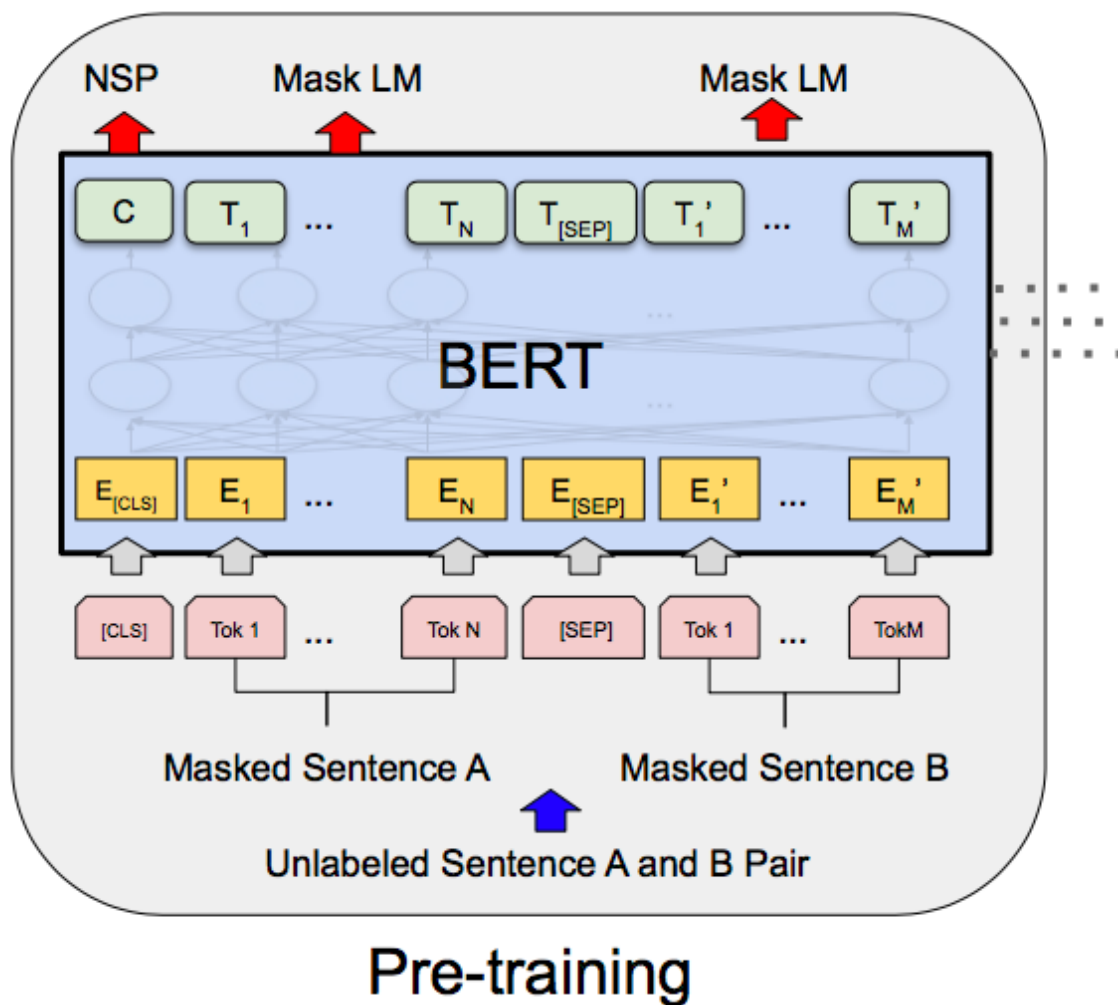 NSP Mask LM Mask LM
C T1 ... TN T[SEP] T1’ ... TM’
...
BERT
...
E[CLS] E1 ... EN E[SEP] E1’ ... EM’
[CLS] Tok 1 ... Tok N [SEP] Tok 1 ... TokM
Masked Sentence A Masked Sentence B
Unlabeled Sentence A and B Pair
Pre-training